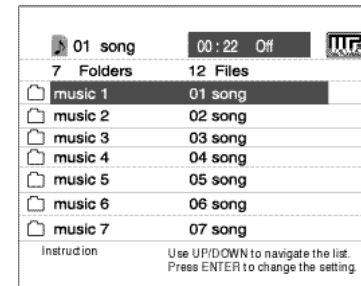 01 song 00:22 Off
7 Folders 12 Files
music 1 01 song
music 2 02 song
music 3 03 song
music 4 04 song
music 5 05 song
music 6 06 song
music 7 07 song
Instruction Use UP/DOWN to navigate the list.
Press ENTER to change the setting.